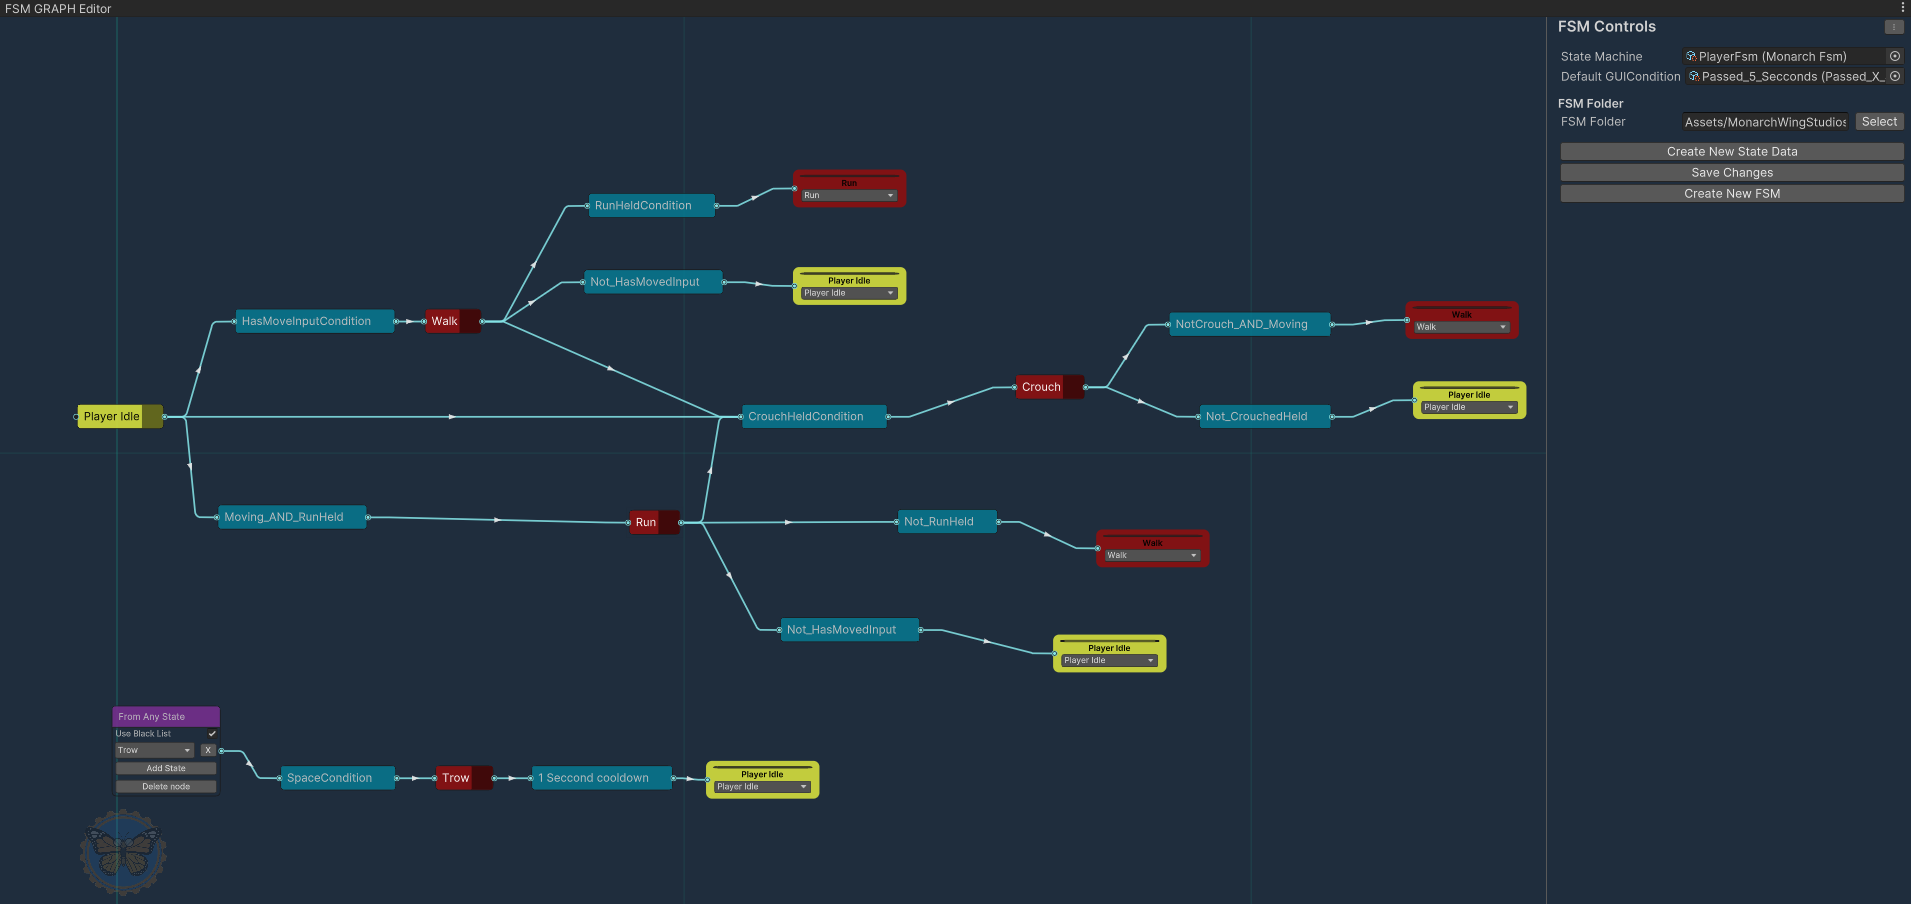 FSM GRAPH Editor
FSM Controls
State Machine
PlayerFsm (Monarch Fsm)
Default GUICondition
Passed_5_Secconds (Passed_X_
FSM Folder
FSM Folder
Assets/MonarchWingStudios
Select
Create New State Data
Save Changes
Create New FSM
Run
Run
RunHeldCondition
Not_HasMovedInput
Player Idle
Player Idle
HasMoveInputCondition
Walk
NotCrouch_AND_Moving
Walk
Walk
Crouch
Player Idle
Player Idle
Player Idle
CrouchHeldCondition
Not_CrouchedHeld
Moving_AND_RunHeld
Run
Not_RunHeld
Walk
Walk
Not_HasMovedInput
Player Idle
Player Idle
From Any State
Use Black List
Trow
X
Add State
Delete node
SpaceCondition
Trow
1 Seccond cooldown
Player Idle
Player Idle